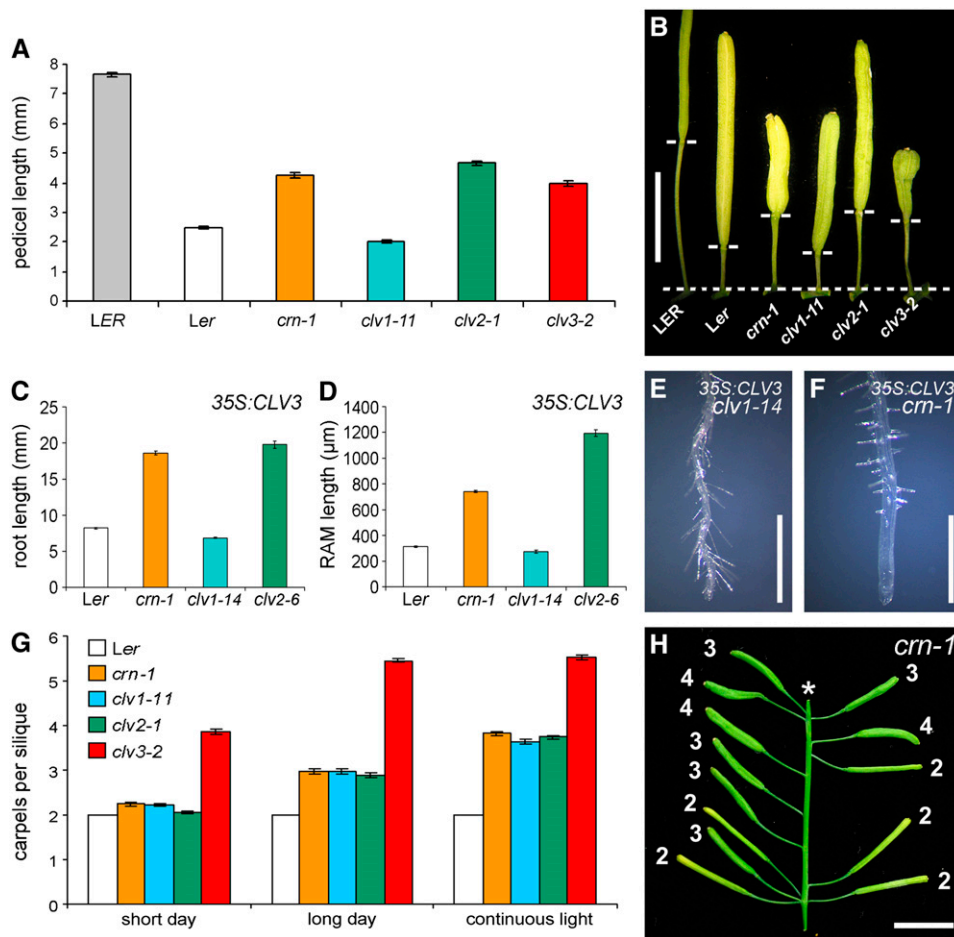 A
pedicel length (mm)
8
7
6
5
4
3
2
1
0
LER
Ler
crn-1
clv1-11
clv2-1
clv3-2
B
LER
Ler
crn-1
clv1-11
clv2-1
clv3-2
C
35S:CLV3
root length (mm)
25
20
15
10
5
0
Ler
crn-1
clv1-14
clv2-6
D
35S:CLV3
RAM length (µm)
1400
1200
1000
800
600
400
200
0
Ler
crn-1
clv1-14
clv2-6
E
35S:CLV3
clv1-14
F
35S:CLV3
crn-1
G
carpels per silique
6
5
4
3
2
1
0
Ler
crn-1
clv1-11
clv2-1
clv3-2
short day
long day
continuous light
H
crn-1
*
3
4
4
3
3
2
3
2
3
4
2
2
2